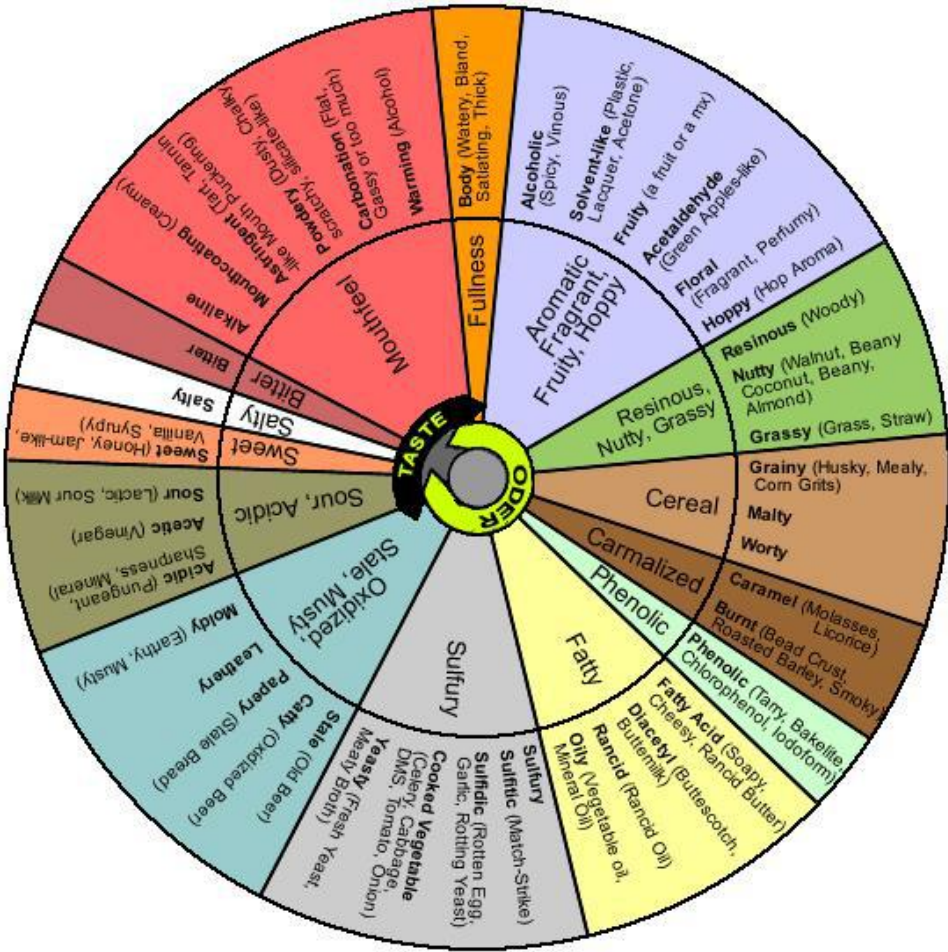 TASTE
ODER
Fullness
Body (Watery, Bland,
Satiating, Thick)
Aromatic
Fragrant,
Fruity, Hoppy
Alcoholic
(Spicy, Vinous)
Solvent-like (Plastic,
Lacquer, Acetone)
Fruity (a fruit or a mx)
Acetaldehyde
(Green Apples-like)
Floral
(Fragrant, Perfumy)
Hoppy (Hop Aroma)
Resinous,
Nutty, Grassy
Resinous (Woody)
Nutty (Walnut, Beany
Coconut, Beany,
Almond)
Grassy (Grass, Straw)
Cereal
Grainy (Husky, Mealy,
Corn Grits)
Malty
Worty
Carmalized
Caramel (Molasses,
Licorice)
Burnt (Bead Crust,
Roasted Barley, Smoky)
Phenolic
Phenolic (Tarry, Bakelite,
Chlorophenol, Iodoform)
Fatty
Fatty Acid (Soapy,
Cheesy, Rancid Butter)
Diacetyl (Butterscotch,
Buttemilk)
Rancid (Rancid Oil)
Oily (Vegetable oil,
Mineral Oil)
Sulfury
Sulfury
Sulfitic (Match-Strike)
Sulfidic (Rotten Egg,
Garlic, Rotting Yeast)
Cooked Vegetable
(Celery, Cabbage,
DMS, Tomato, Onion)
Yeasty (Fresh Yeast,
Meaty Broth)
Oxidized
Stale, Musty
Stale (Old Beer)
Catty (Oxidized Beer)
Papery (Stale Bread)
Leathery
Moldy (Earthy, Musty)
Sour, Acidic
Acidic (Pungeant,
Sharpness, Mineral)
Acetic (Vinegar)
Sour (Lactic, Sour Milk)
Sweet
Sweet (Honey, Jam-like,
Vanilla, Syrupy)
Salty
Salty
Bitter
Bitter
Mouthfeel
Alkaline
Mouthcoating (Creamy)
Astringent (Tart, Tannin
-like Mouth Puckering)
Powdery (Dusty, Chalky
scratchy, silicate-like)
Carbonation (Flat,
Gassy or too much)
Warming (Alcohol)